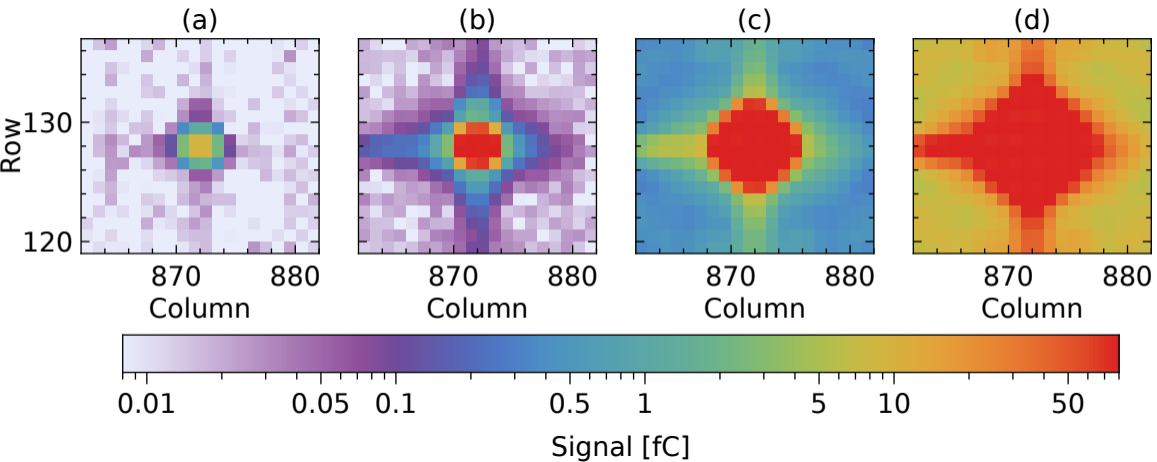 (a) (b) (c) (d)
Row
130
120
870 880 870 880 870 880 870 880
Column Column Column Column
0.01 0.05 0.1 0.5 1 5 10 50
Signal [fC]